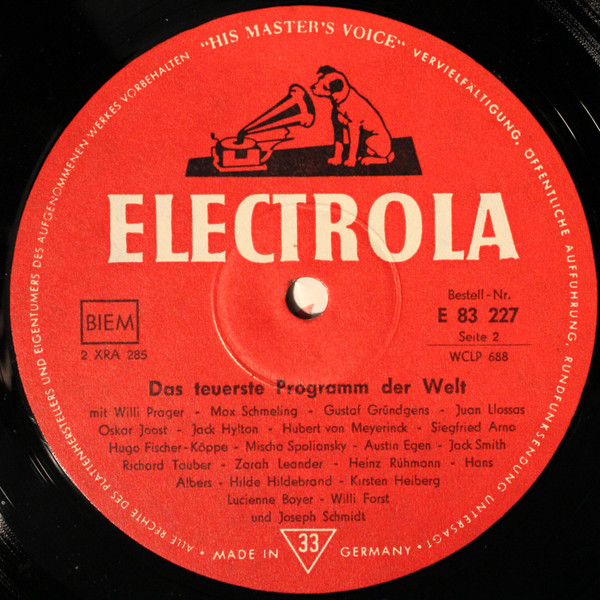 ALLE RECHTE DES PLATTENHERSTELLERS UND EIGENTÜMERS DES AUFGENOMMENEN WERKES VORBEHALTEN
"HIS MASTER'S VOICE"
VERVIELFÄLTIGUNG, ÖFFENTLICHE AUFFÜHRUNG, RUNDFUNKSENDUNG UNTERSAGT
ELECTROLA
BIEM
2 XRA 285
Bestell-Nr.
E 83 227
Seite 2
WCLP 688
Das teuerste Programm der Welt
mit Willi Prager - Max Schmeling - Gustaf Gründgens - Juan Llossas
Oskar Joost - Jack Hylton - Hubert von Meyerinck - Siegfried Arno
Hugo Fischer-Köppe - Mischa Spoliansky - Austin Egen - Jack Smith
Richard Tauber - Zarah Leander - Heinz Rühmann - Hans
Albers - Hilde Hildebrand - Kirsten Heiberg
Lucienne Boyer - Willi Forst
und Joseph Schmidt
MADE IN 33 GERMANY